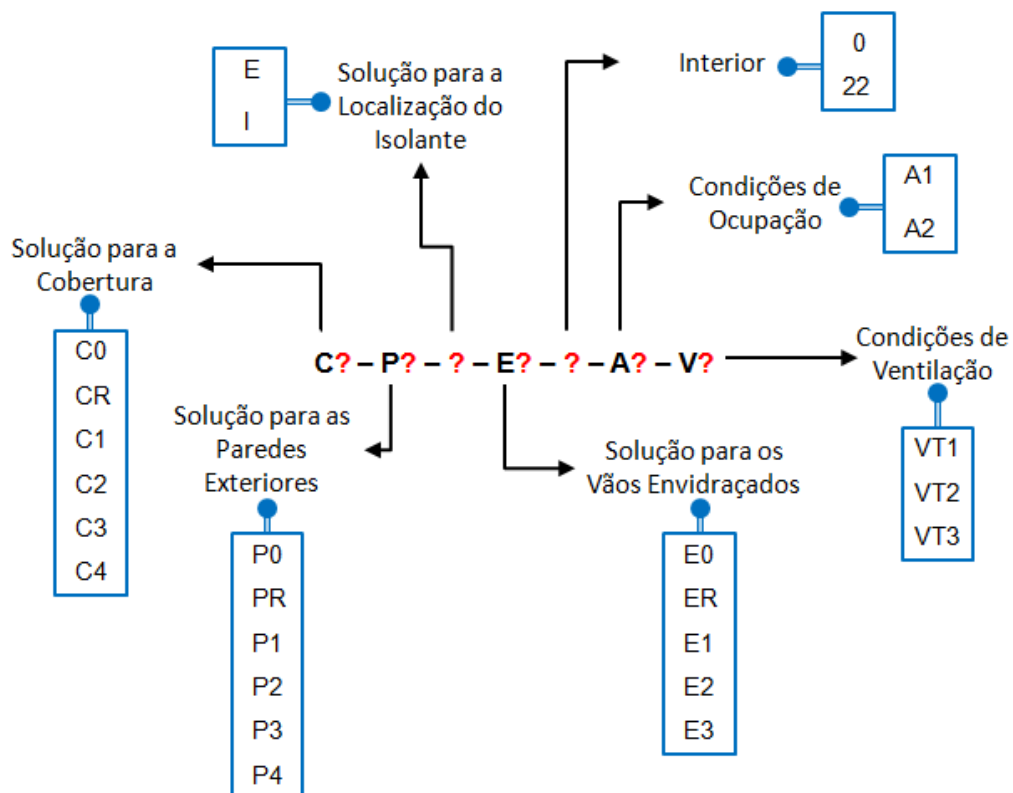 E
I
Solução para a
Localização do
Isolante
Interior
0
22
Condições de
Ocupação
A1
A2
Solução para a
Cobertura
C0
CR
C1
C2
C3
C4
C? – P? – ? – E? – ? – A? – V?
Condições de
Ventilação
VT1
VT2
VT3
Solução para as
Paredes
Exteriores
P0
PR
P1
P2
P3
P4
Solução para os
Vãos Envidraçados
E0
ER
E1
E2
E3